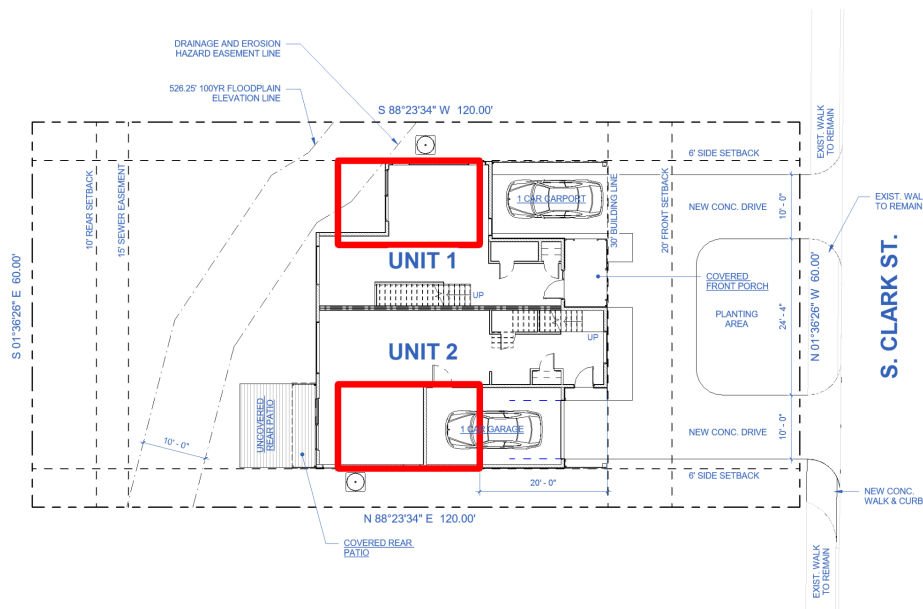 DRAINAGE AND EROSION
HAZARD EASEMENT LINE
526.25' 100YR FLOODPLAIN
ELEVATION LINE
S 88°23'34" W 120.00'
EXIST. WALK
TO REMAIN
6' SIDE SETBACK
10' REAR SETBACK
15' SEWER EASEMENT
1 CAR CARPORT
30' BUILDING LINE
20' FRONT SETBACK
NEW CONC. DRIVE
10' - 0"
EXIST. WAL
TO REMAIN
UNIT 1
UP
COVERED
FRONT PORCH
S 01°36'26" E 60.00'
PLANTING
AREA
24' - 4"
N 01°36'26" W 60.00'
S. CLARK ST.
UNIT 2
UP
UNCOVERED
REAR PATIO
10' - 0"
1 CAR GARAGE
NEW CONC. DRIVE
10' - 0"
20' - 0"
6' SIDE SETBACK
NEW CONC.
WALK & CURB
N 88°23'34" E 120.00'
COVERED REAR
PATIO
EXIST. WALK
TO REMAIN